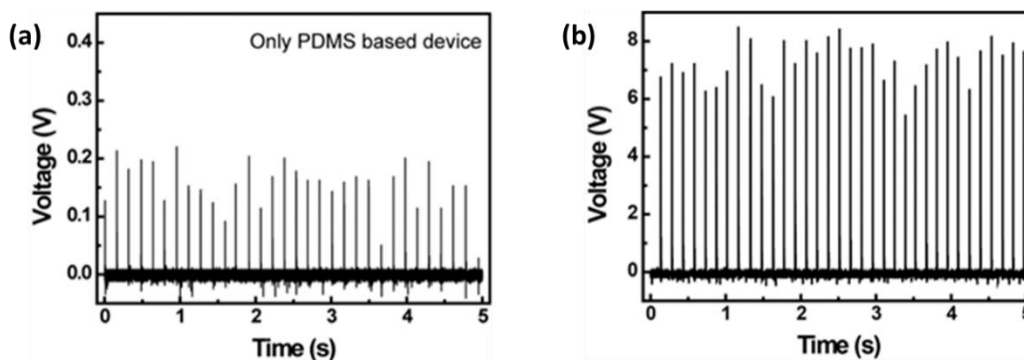 (a)
Only PDMS based device
Voltage (V)
0.4
0.3
0.2
0.1
0.0
0 1 2 3 4 5
Time (s)
(b)
Voltage (V)
8
6
4
2
0
0 1 2 3 4 5
Time (s)